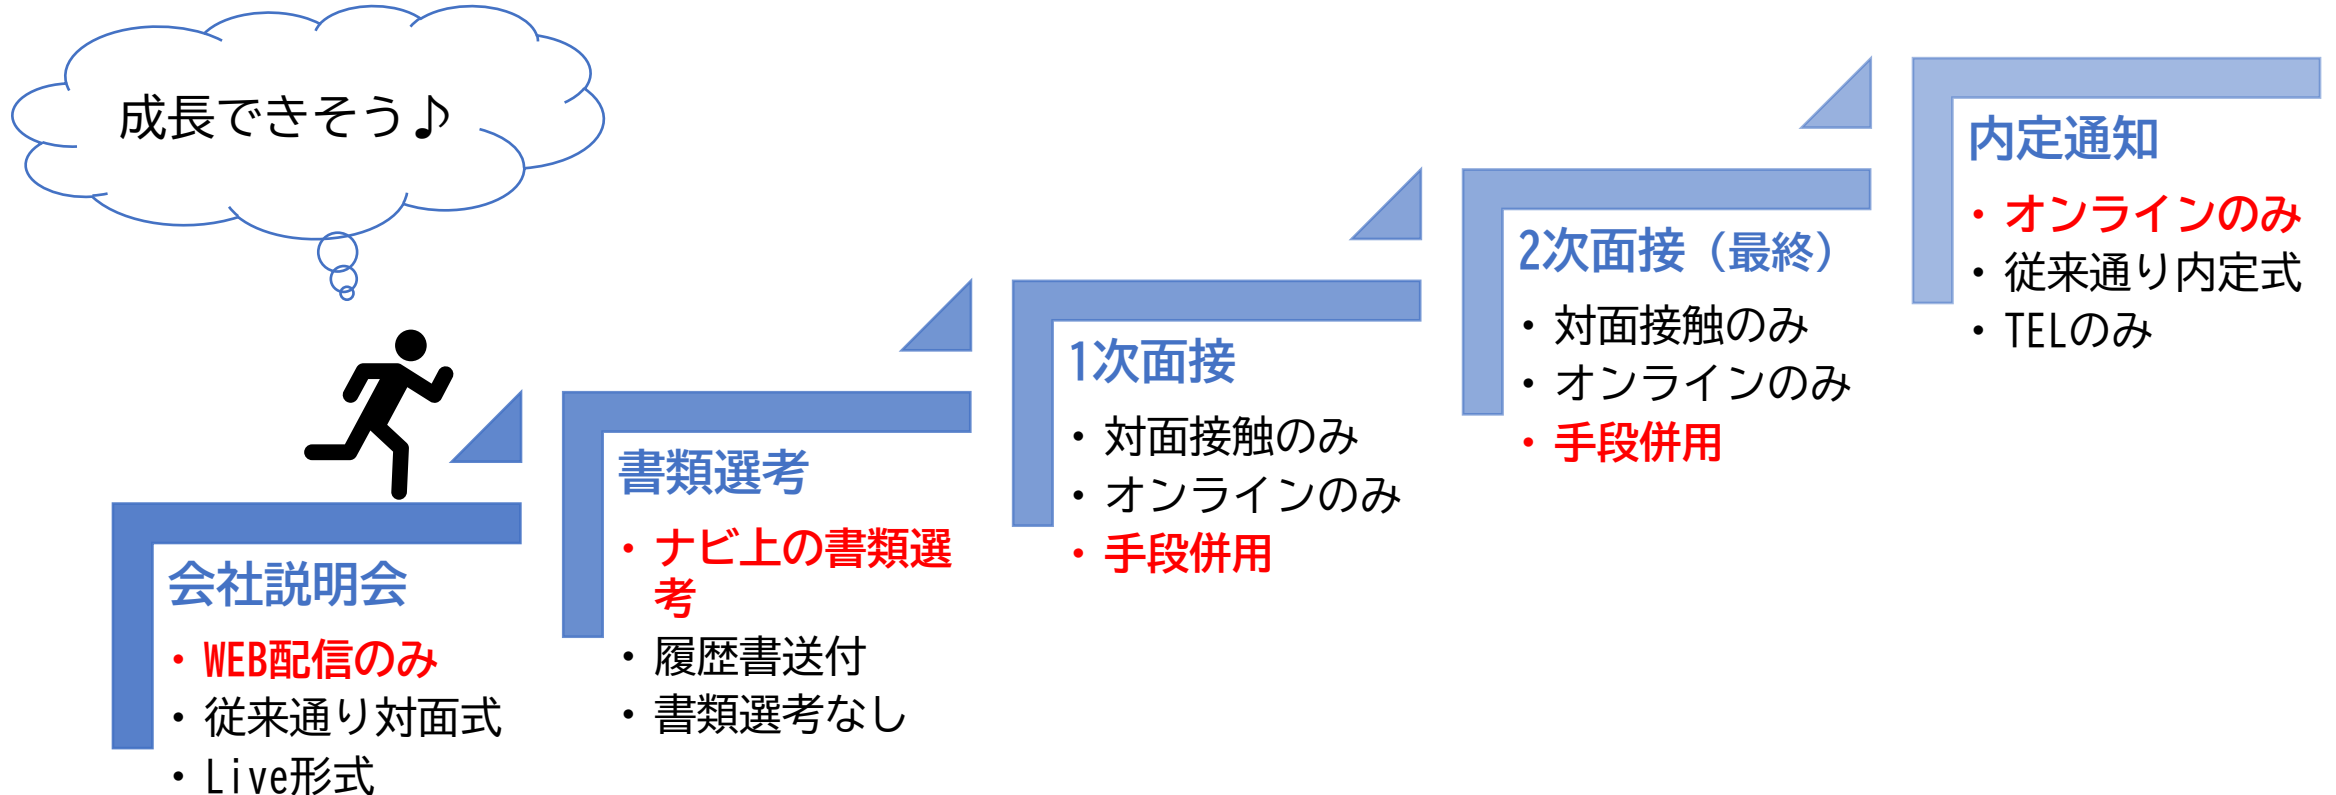 成長できそう♪
会社説明会
・WEB配信のみ
・従来通り対面式
・Live形式
書類選考
・ナビ上の書類選
考
・履歴書送付
・書類選考なし
1次面接
・対面接触のみ
・オンラインのみ
・手段併用
2次面接（最終）
・対面接触のみ
・オンラインのみ
・手段併用
内定通知
・オンラインのみ
・従来通り内定式
・TELのみ